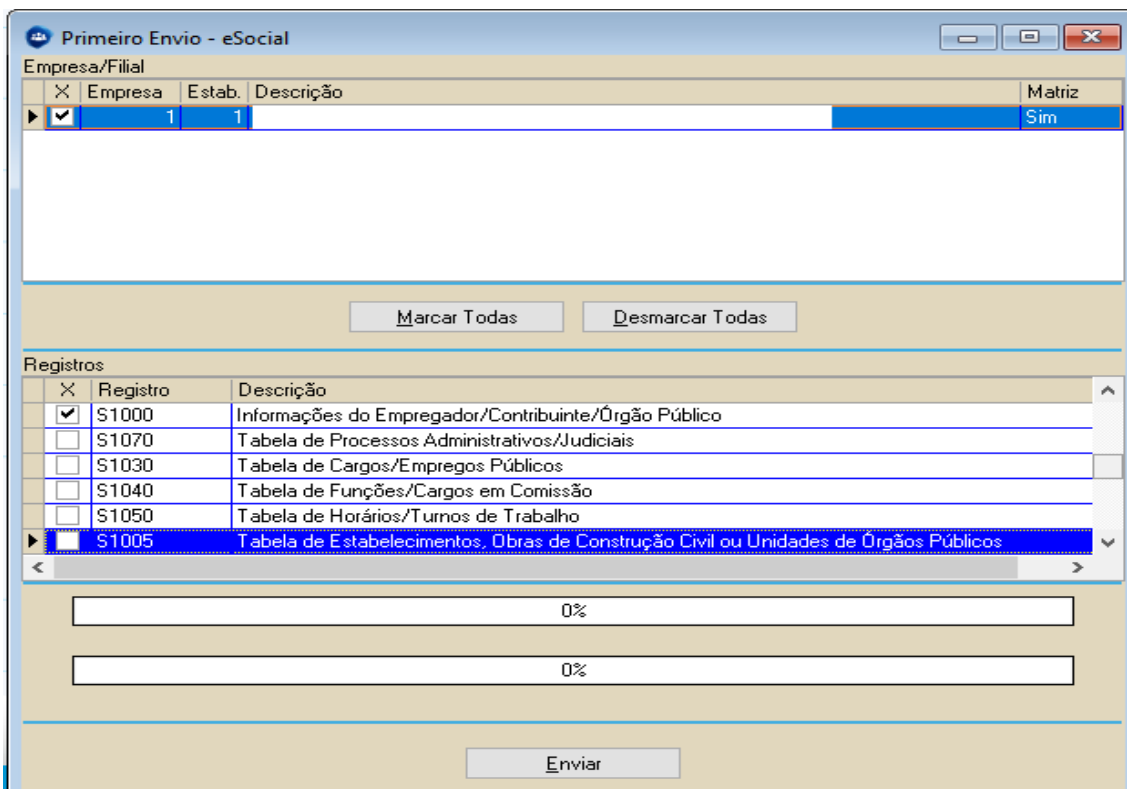 Primeiro Envio - eSocial
Empresa/Filial
X Empresa Estab. Descrição Matriz
1 1 Sim
Marcar Todas Desmarcar Todas
Registros
X Registro Descrição
S1000 Informações do Empregador/Contribuinte/Órgão Público
S1070 Tabela de Processos Administrativos/Judiciais
S1030 Tabela de Cargos/Empregos Públicos
S1040 Tabela de Funções/Cargos em Comissão
S1050 Tabela de Horários/Turnos de Trabalho
S1005 Tabela de Estabelecimentos, Obras de Construção Civil ou Unidades de Órgãos Públicos
0%
0%
Enviar